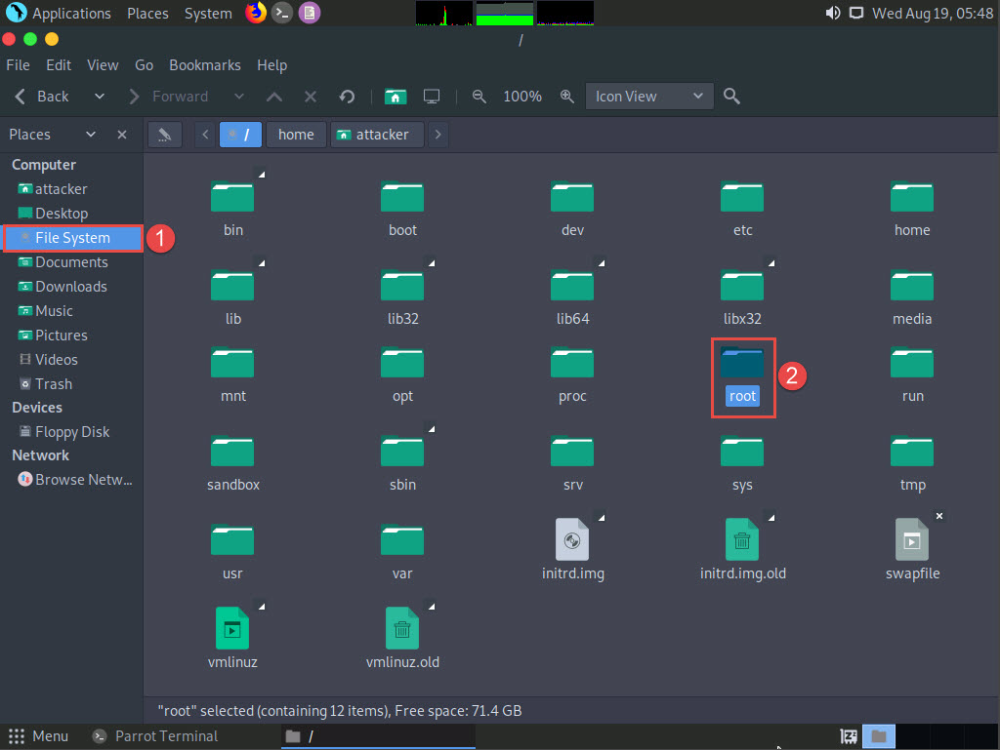 Applications Places System Wed Aug 19, 05:48
/
File Edit View Go Bookmarks Help
Back Forward 100% Icon View
Places / home attacker
Computer
attacker
Desktop
File System 1
Documents
Downloads
Music
Pictures
Videos
Trash
Devices
Floppy Disk
Network
Browse Netw...
bin boot dev etc home
lib lib32 lib64 libx32 media
mnt opt proc root 2 run
sandbox sbin srv sys tmp
usr var initrd.img initrd.img.old swapfile
vmlinuz vmlinuz.old
"root" selected (containing 12 items), Free space: 71.4 GB
Menu Parrot Terminal /